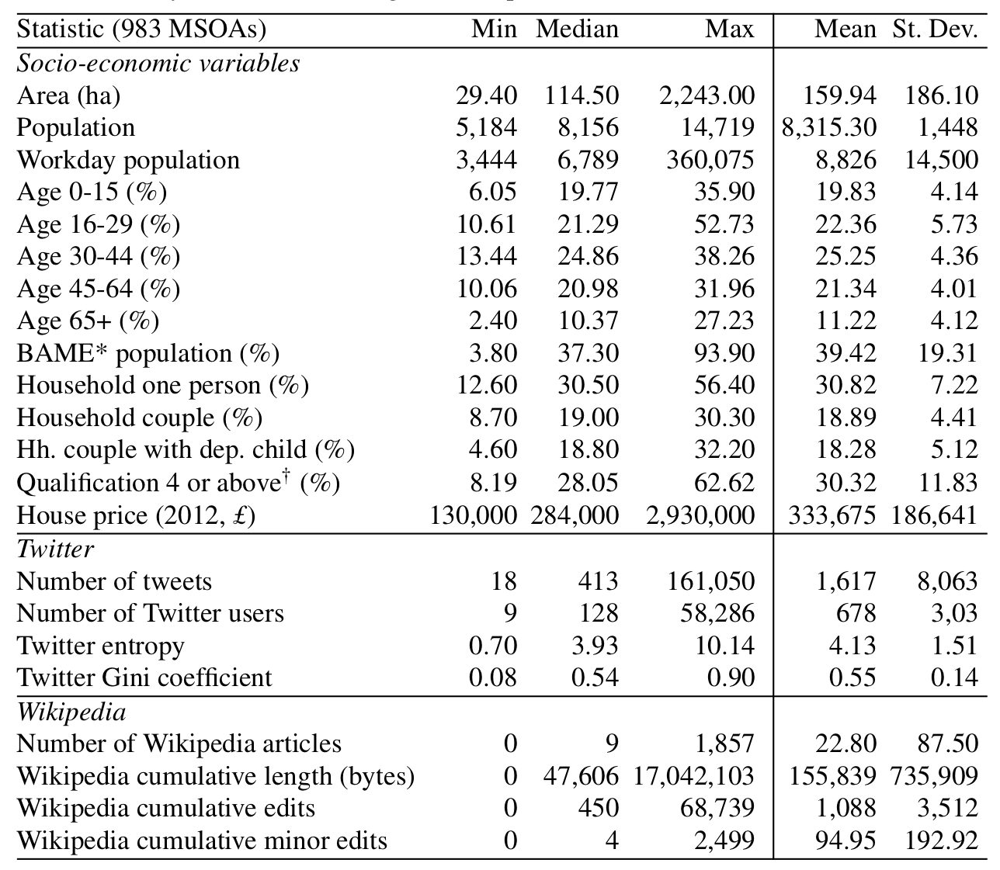 Statistic (983 MSOAs) Min Median Max Mean St. Dev.
Socio-economic variables
Area (ha) 29.40 114.50 2,243.00 159.94 186.10
Population 5,184 8,156 14,719 8,315.30 1,448
Workday population 3,444 6,789 360,075 8,826 14,500
Age 0-15 (%) 6.05 19.77 35.90 19.83 4.14
Age 16-29 (%) 10.61 21.29 52.73 22.36 5.73
Age 30-44 (%) 13.44 24.86 38.26 25.25 4.36
Age 45-64 (%) 10.06 20.98 31.96 21.34 4.01
Age 65+ (%) 2.40 10.37 27.23 11.22 4.12
BAME* population (%) 3.80 37.30 93.90 39.42 19.31
Household one person (%) 12.60 30.50 56.40 30.82 7.22
Household couple (%) 8.70 19.00 30.30 18.89 4.41
Hh. couple with dep. child (%) 4.60 18.80 32.20 18.28 5.12
Qualification 4 or above† (%) 8.19 28.05 62.62 30.32 11.83
House price (2012, £) 130,000 284,000 2,930,000 333,675 186,641
Twitter
Number of tweets 18 413 161,050 1,617 8,063
Number of Twitter users 9 128 58,286 678 3,03
Twitter entropy 0.70 3.93 10.14 4.13 1.51
Twitter Gini coefficient 0.08 0.54 0.90 0.55 0.14
Wikipedia
Number of Wikipedia articles 0 9 1,857 22.80 87.50
Wikipedia cumulative length (bytes) 0 47,606 17,042,103 155,839 735,909
Wikipedia cumulative edits 0 450 68,739 1,088 3,512
Wikipedia cumulative minor edits 0 4 2,499 94.95 192.92